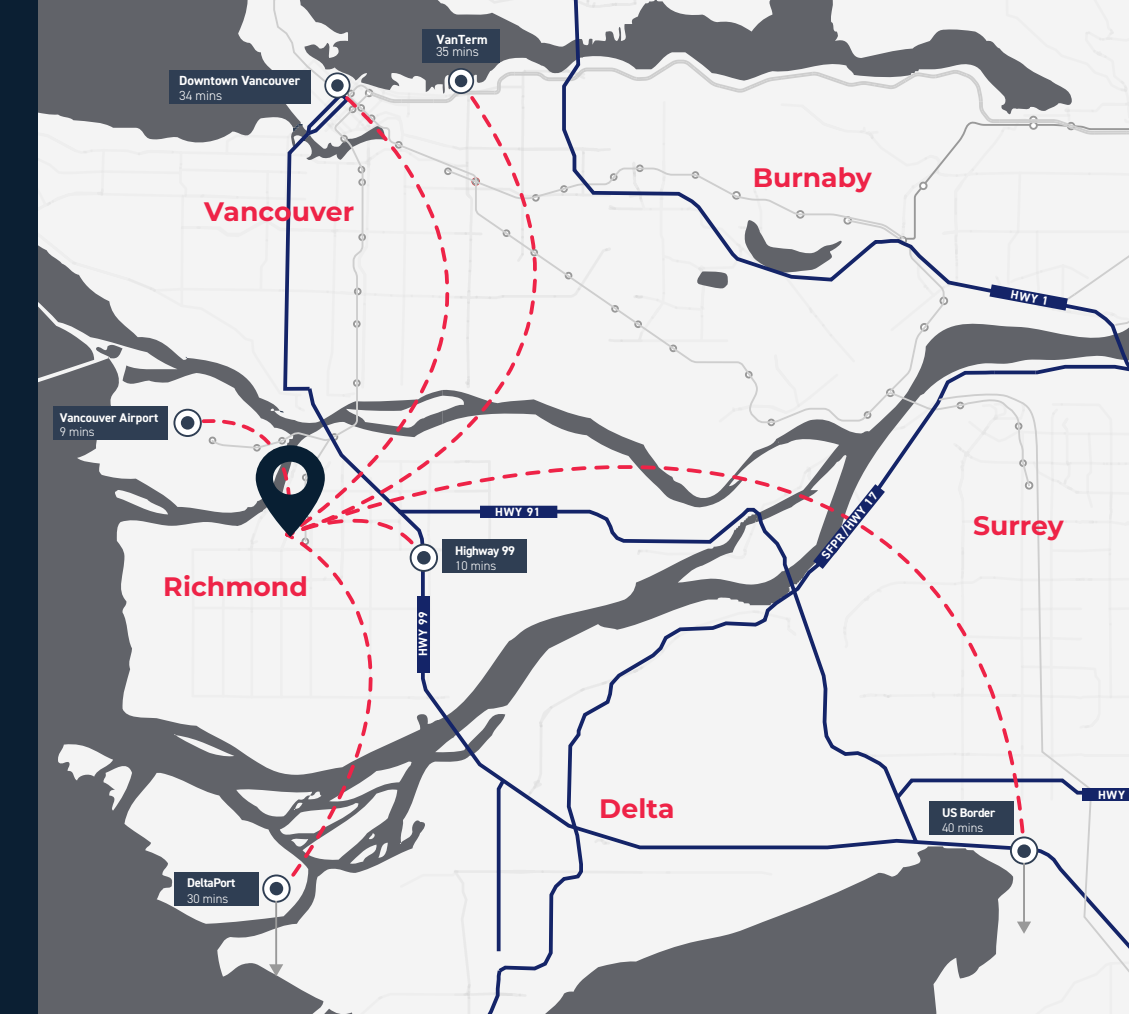 VanTerm
35 mins
Downtown Vancouver
34 mins
Burnaby
Vancouver
HWY 1
Vancouver Airport
9 mins
HWY 91
SFPR/HWY 17
Surrey
Highway 99
10 mins
Richmond
HWY 99
HWY
Delta
US Border
40 mins
DeltaPort
30 mins